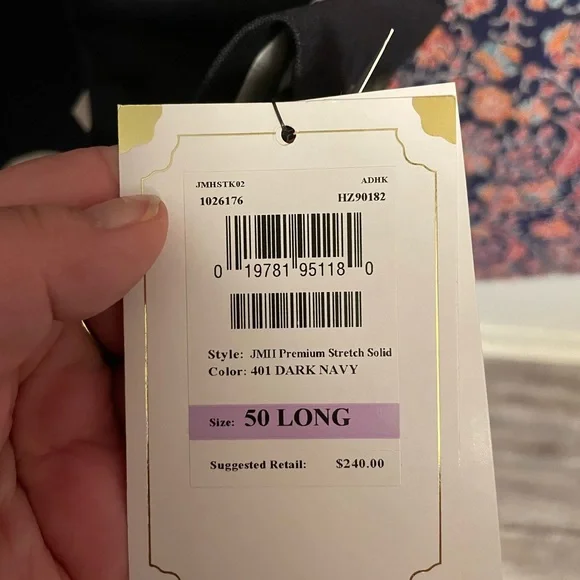 JMHSTK02 ADHK
1026176 HZ90182
0 19781 95118 0
Style: JMII Premium Stretch Solid
Color: 401 DARK NAVY
Size: 50 LONG
Suggested Retail: $240.00